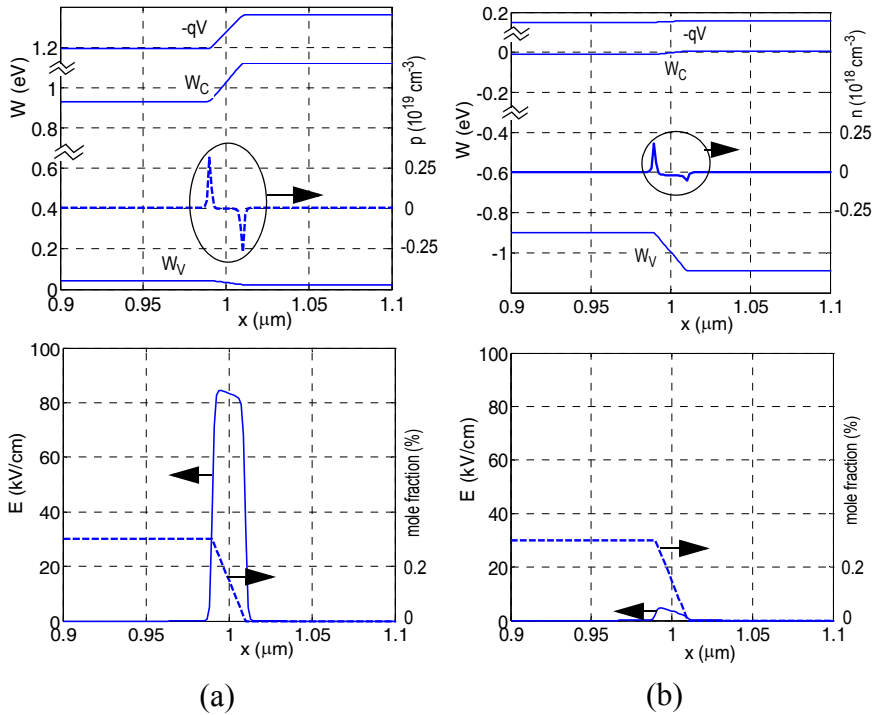 -qV
1.2
W_C
1
0.8
W (eV)
p (10^19 cm^-3)
0.6
0.25
0.4
0
0.2
-0.25
W_V
0
0.9
0.95
1
1.05
1.1
x (μm)
0.2
-qV
0
W_C
-0.2
W (eV)
n (10^18 cm^-3)
-0.4
0.25
-0.6
0
-0.8
-0.25
-1
W_V
0.9
0.95
1
1.05
1.1
x (μm)
100
80
60
40
20
0
E (kV/cm)
mole fraction (%)
0.2
0
0.9
0.95
1
1.05
1.1
x (μm)
(a)
100
80
60
40
20
0
E (kV/cm)
mole fraction (%)
0.2
0
0.9
0.95
1
1.05
1.1
x (μm)
(b)